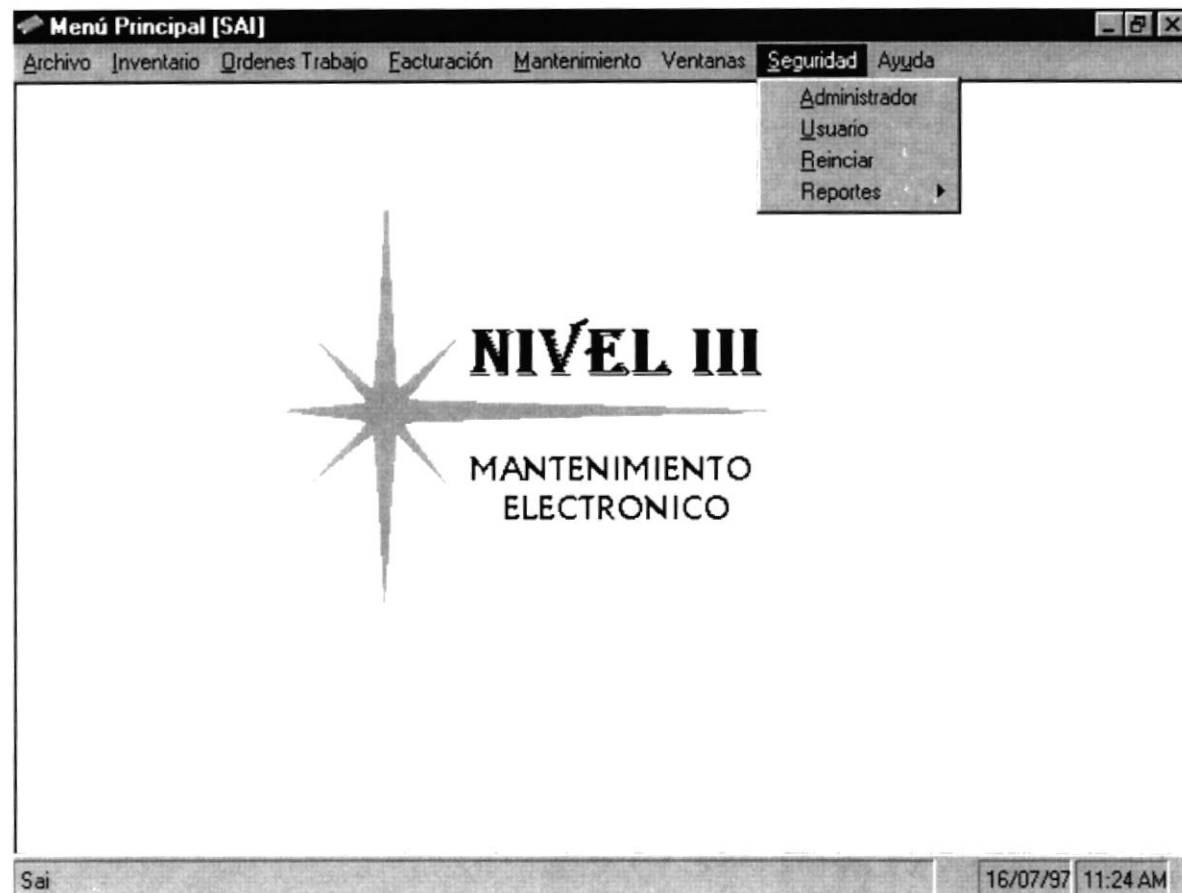 Menú Principal [SAI]
Archivo Inventario Ordenes Trabajo Facturación Mantenimiento Ventanas Seguridad Ayuda
Administrador
Usuario
Reinciar
Reportes
NIVEL III
MANTENIMIENTO
ELECTRONICO
Sai 16/07/97 11:24 AM